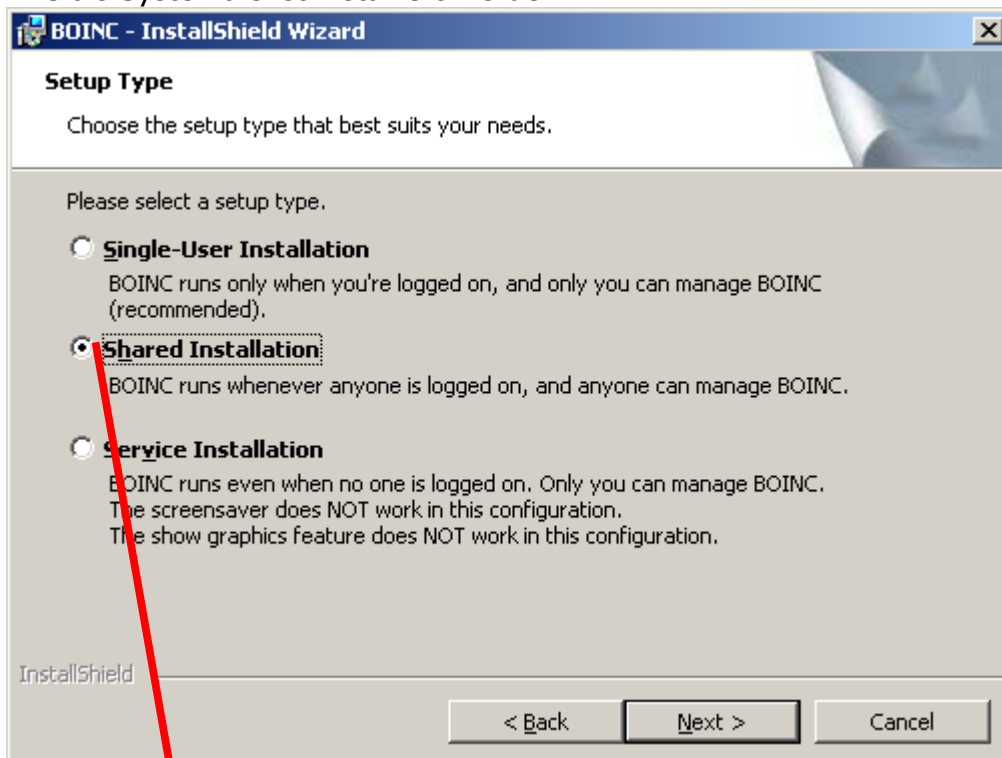 BOINC - InstallShield Wizard
Setup Type
Choose the setup type that best suits your needs.
Please select a setup type.
Single-User Installation
BOINC runs only when you're logged on, and only you can manage BOINC
(recommended).
Shared Installation
BOINC runs whenever anyone is logged on, and anyone can manage BOINC.
Service Installation
BOINC runs even when no one is logged on. Only you can manage BOINC.
The screensaver does NOT work in this configuration.
The show graphics feature does NOT work in this configuration.
InstallShield
< Back
Next >
Cancel